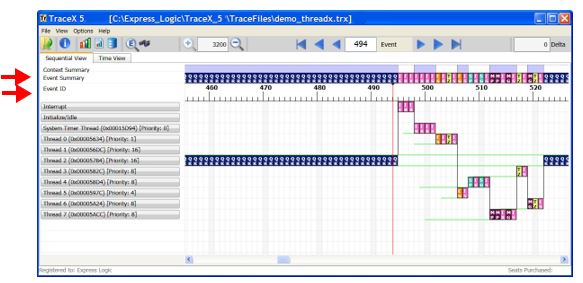 TraceX 5 [C:\Express_Logic\TraceX_5 \TraceFiles\demo_threadx.trx]
File View Options Help
3200 494 Event 0 Delta
Sequential View Time View
Context Summary
Event Summary
Event ID 460 470 480 490 500 510 520
Interrupt
Initialize/Idle
System Timer Thread (0x00015D94) [Priority: 0]
Thread 0 (0x00005634) [Priority: 1]
Thread 1 (0x000056DC) [Priority: 16]
Thread 2 (0x00005784) [Priority: 16]
Thread 3 (0x0000582C) [Priority: 8]
Thread 4 (0x000058D4) [Priority: 8]
Thread 5 (0x0000597C) [Priority: 4]
Thread 6 (0x00005A24) [Priority: 8]
Thread 7 (0x00005ACC) [Priority: 8]
Registered to: Express Logic Seats Purchased: